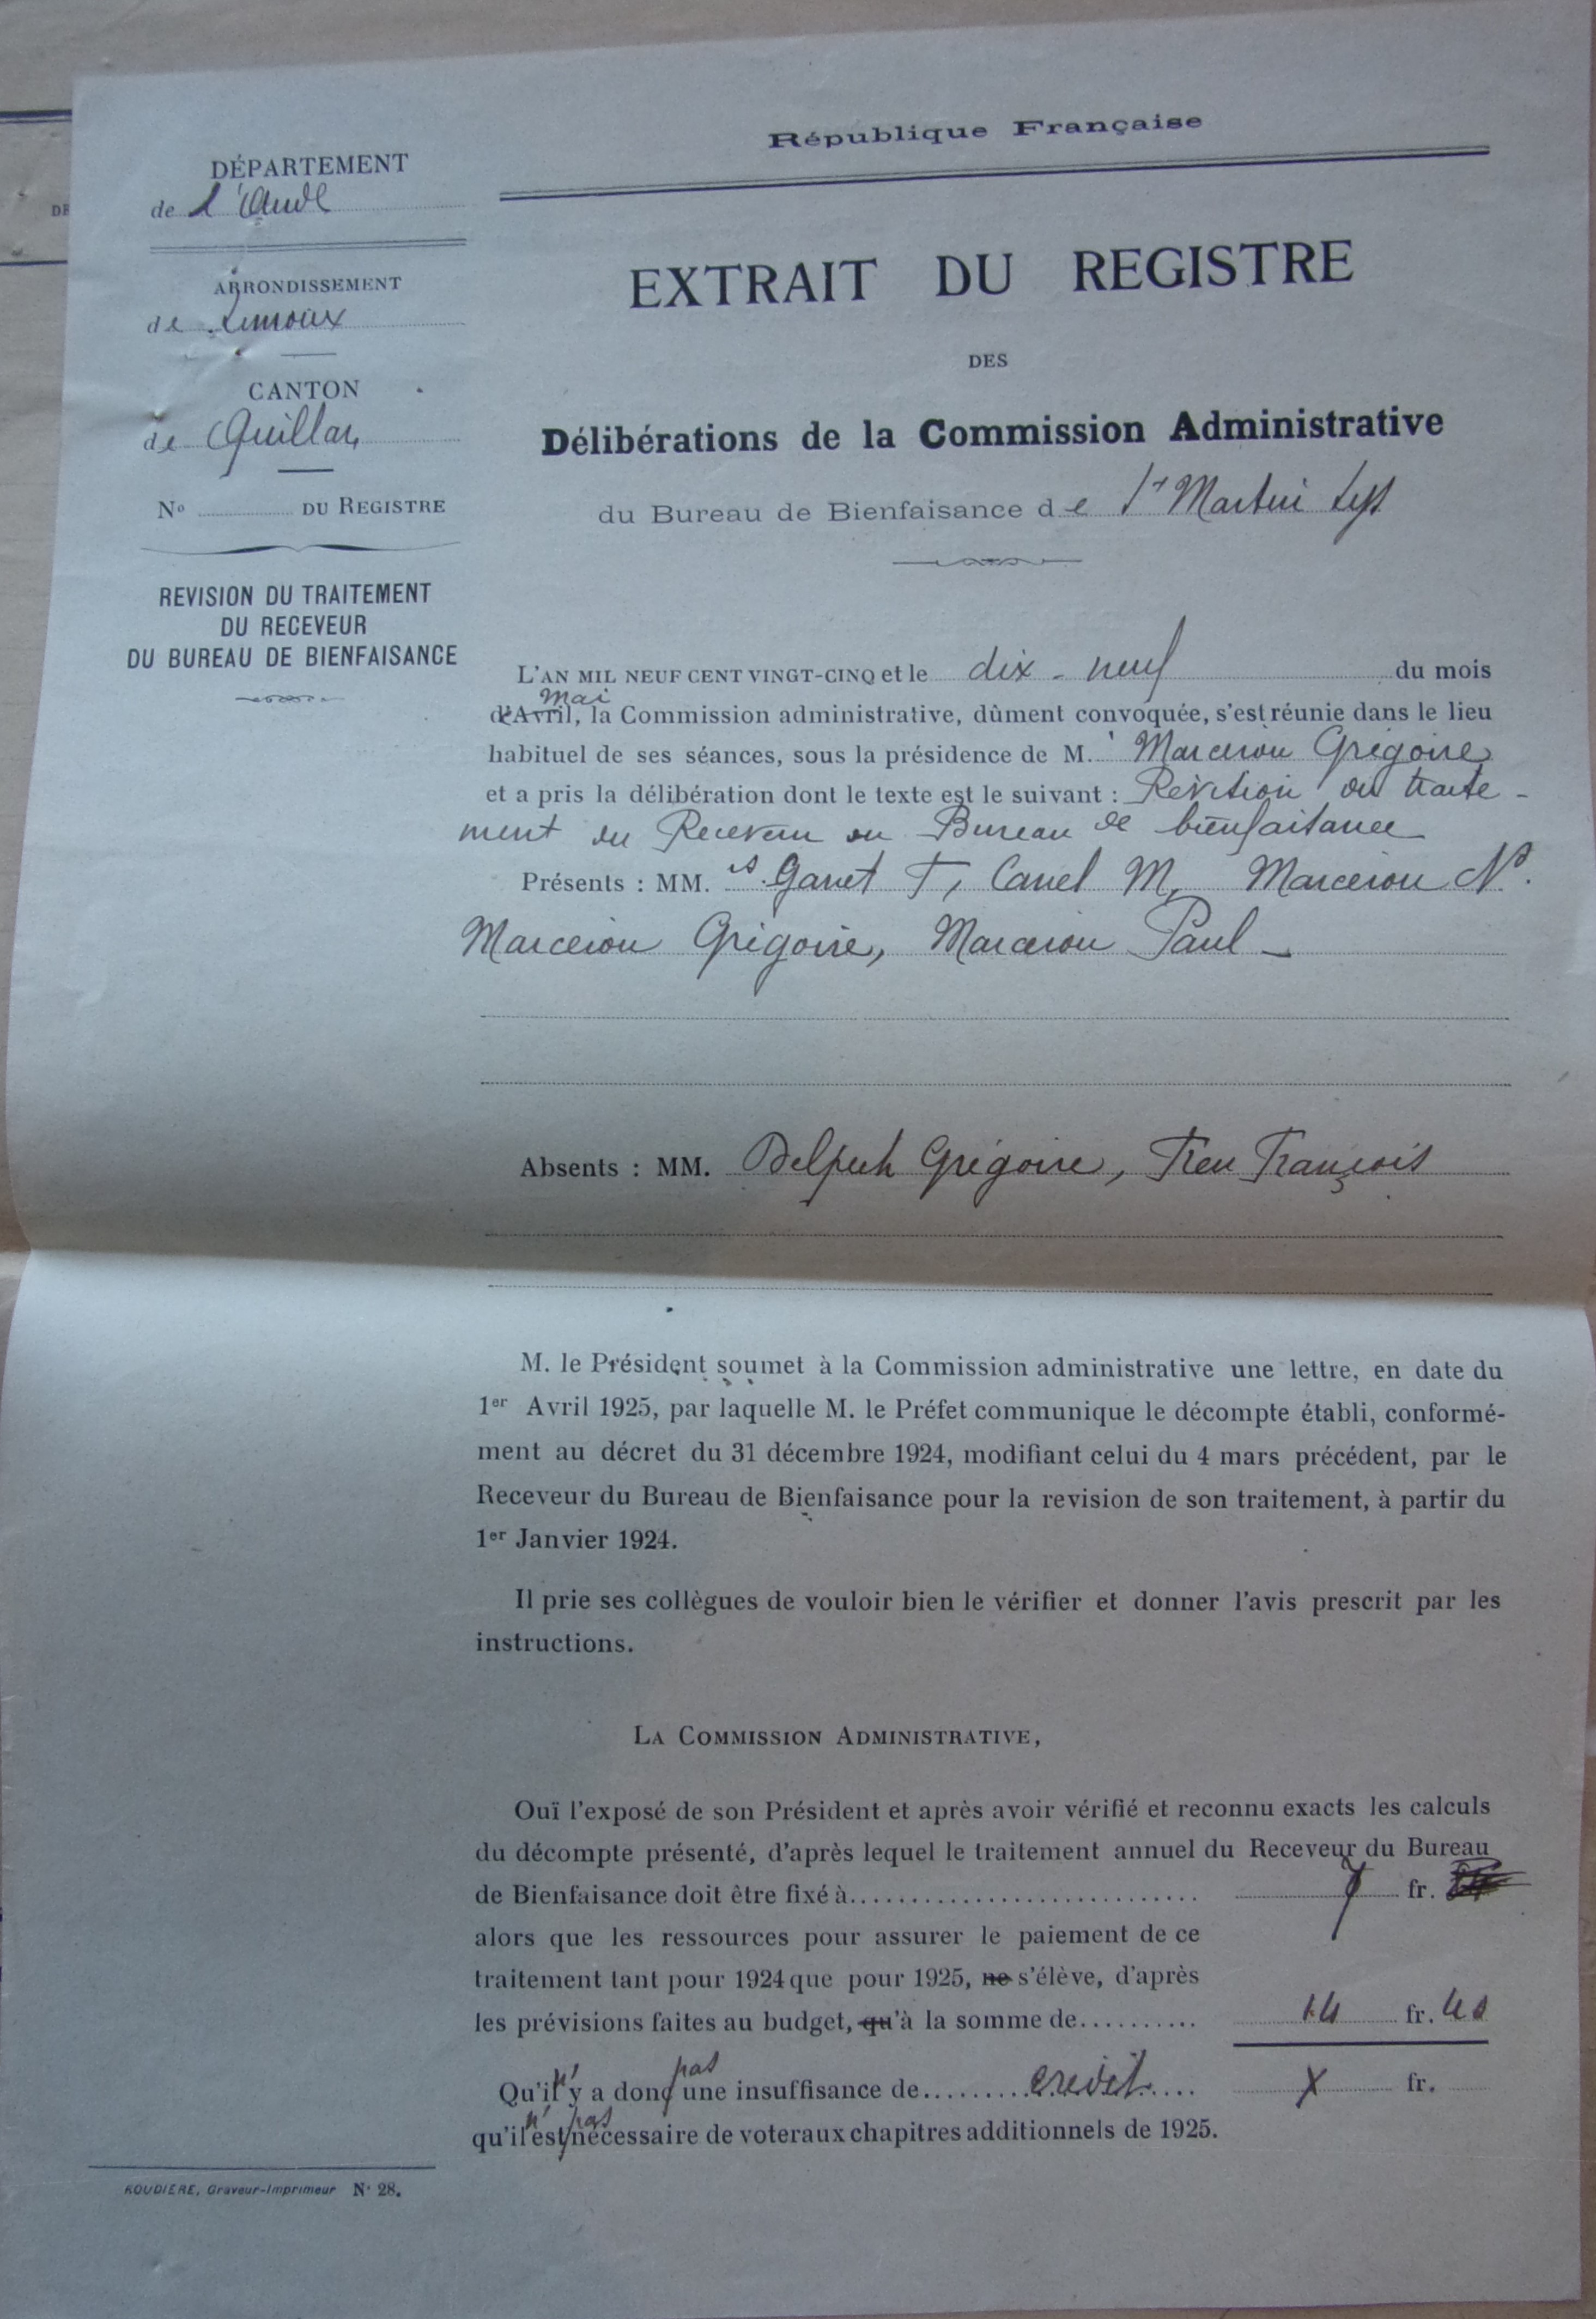 République Française
DÉPARTEMENT
de l'Aude
ARRONDISSEMENT
de Limoux
CANTON
de Quillan
No DU REGISTRE
REVISION DU TRAITEMENT
DU RECEVEUR
DU BUREAU DE BIENFAISANCE
EXTRAIT DU REGISTRE
DES
Délibérations de la Commission Administrative
du Bureau de Bienfaisance de St Martin Lys
L'AN MIL NEUF CENT VINGT-CINQ et le dix-neuf du mois
mai
d'Avril, la Commission administrative, dûment convoquée, s'est réunie dans le lieu
habituel de ses séances, sous la présidence de M. Marcerou Grégoire
et a pris la délibération dont le texte est le suivant : Révision du traite-
ment du Receveur du Bureau de bienfaisance
Présents : MM. Ganet T, Canel M, Marcerou N.
Marcerou Grégoire, Marcerou Paul -
Absents : MM. Delpech Grégoire, François
M. le Président soumet à la Commission administrative une lettre, en date du
1er Avril 1925, par laquelle M. le Préfet communique le décompte établi, conformé-
ment au décret du 31 décembre 1924, modifiant celui du 4 mars précédent, par le
Receveur du Bureau de Bienfaisance pour la revision de son traitement, à partir du
1er Janvier 1924.
Il prie ses collègues de vouloir bien le vérifier et donner l'avis prescrit par les
instructions.
LA COMMISSION ADMINISTRATIVE,
Ouï l'exposé de son Président et après avoir vérifié et reconnu exacts les calculs
du décompte présenté, d'après lequel le traitement annuel du Receveur du Bureau
de Bienfaisance doit être fixé à........................... 7 fr.
alors que les ressources pour assurer le paiement de ce
traitement tant pour 1924 que pour 1925, ne s'élève, d'après
les prévisions faites au budget, qu'à la somme de.......... 14 fr. 40
Qu'il n'y a donc pas une insuffisance de........ crédit.... X fr.
qu'il n'est pas nécessaire de voter aux chapitres additionnels de 1925.
ROUDIERE, Graveur-Imprimeur N° 28.